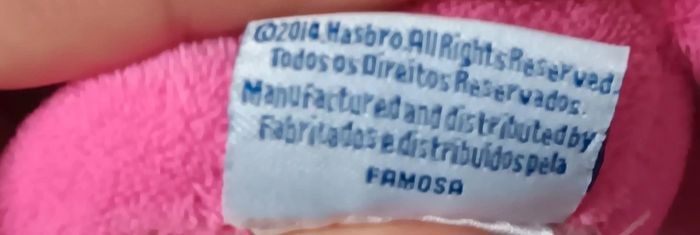 ©2014 Hasbro. All Rights Reserved.
Todos os Direitos Reservados.
Manufactured and distributed by
Fabricados e distribuídos pela
FAMOSA